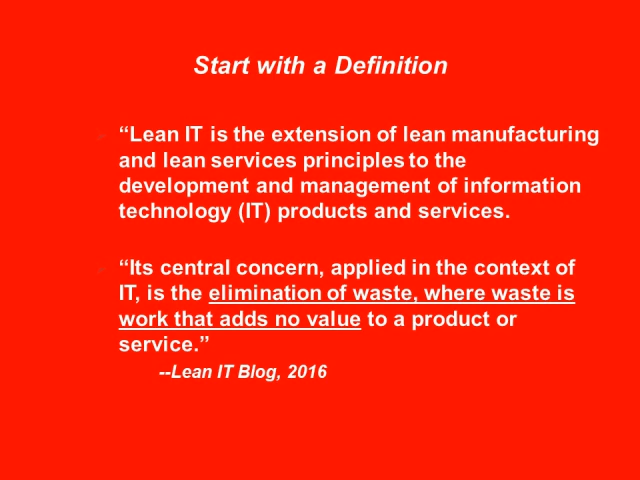 Start with a Definition
“Lean IT is the extension of lean manufacturing
and lean services principles to the
development and management of information
technology (IT) products and services.
“Its central concern, applied in the context of
IT, is the elimination of waste, where waste is
work that adds no value to a product or
service.”
--Lean IT Blog, 2016